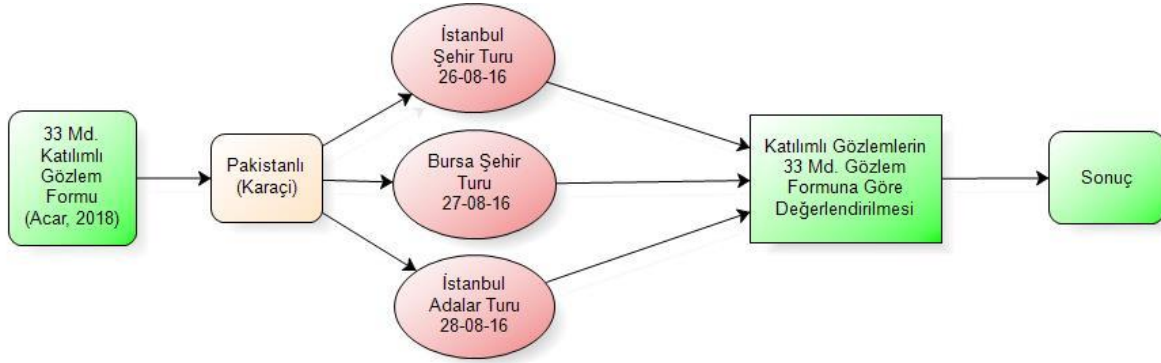 33 Md.
Katılımlı
Gözlem
Formu
(Acar, 2018)
Pakistanlı
(Karaçi)
İstanbul
Şehir Turu
26-08-16
Bursa Şehir
Turu
27-08-16
İstanbul
Adalar Turu
28-08-16
Katılımlı Gözlemlerin
33 Md. Gözlem
Formuna Göre
Değerlendirilmesi
Sonuç